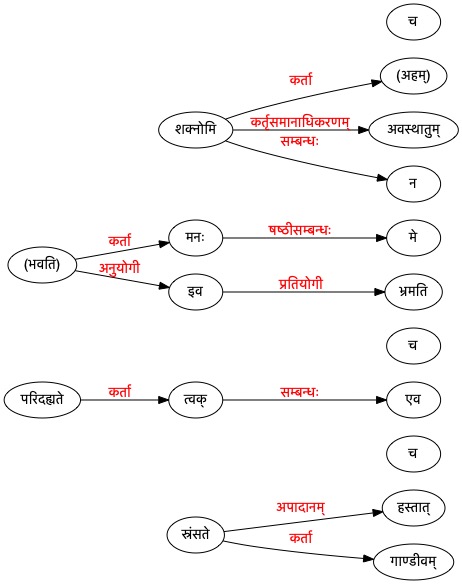 च
कर्ता
(अहम्)
शक्नोमि
कर्तृसमानाधिकरणम्
अवस्थातुम्
सम्बन्धः
न
कर्ता
मनः
षष्ठीसम्बन्धः
मे
(भवति)
अनुयोगी
इव
प्रतियोगी
भ्रमति
च
परिदह्यते
कर्ता
त्वक्
सम्बन्धः
एव
च
अपादानम्
हस्तात्
स्रंसते
कर्ता
गाण्डीवम्